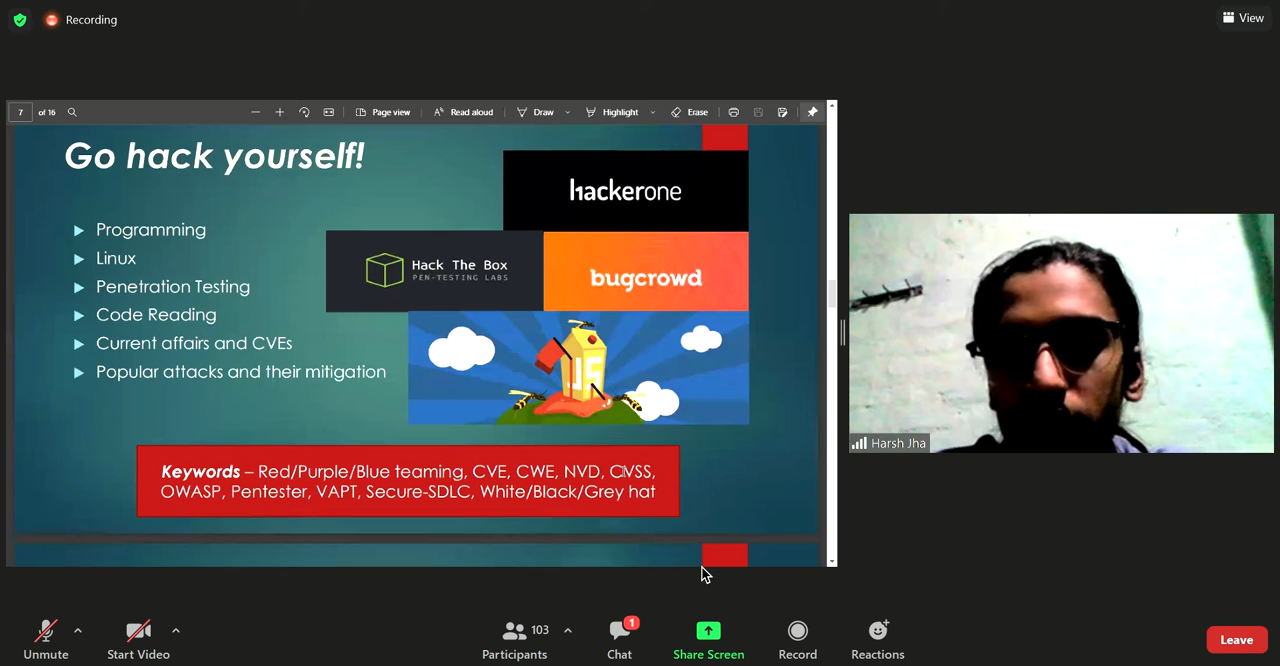 Recording
View
7 of 16
Page view
Read aloud
Draw
Highlight
Erase
Go hack yourself!
Programming
Linux
Penetration Testing
Code Reading
Current affairs and CVEs
Popular attacks and their mitigation
hackerone
Hack The Box
PEN-TESTING LABS
bugcrowd
JS
Keywords – Red/Purple/Blue teaming, CVE, CWE, NVD, CVSS,
OWASP, Pentester, VAPT, Secure-SDLC, White/Black/Grey hat
Harsh Jha
Unmute
Start Video
103
Participants
1
Chat
Share Screen
Record
Reactions
Leave